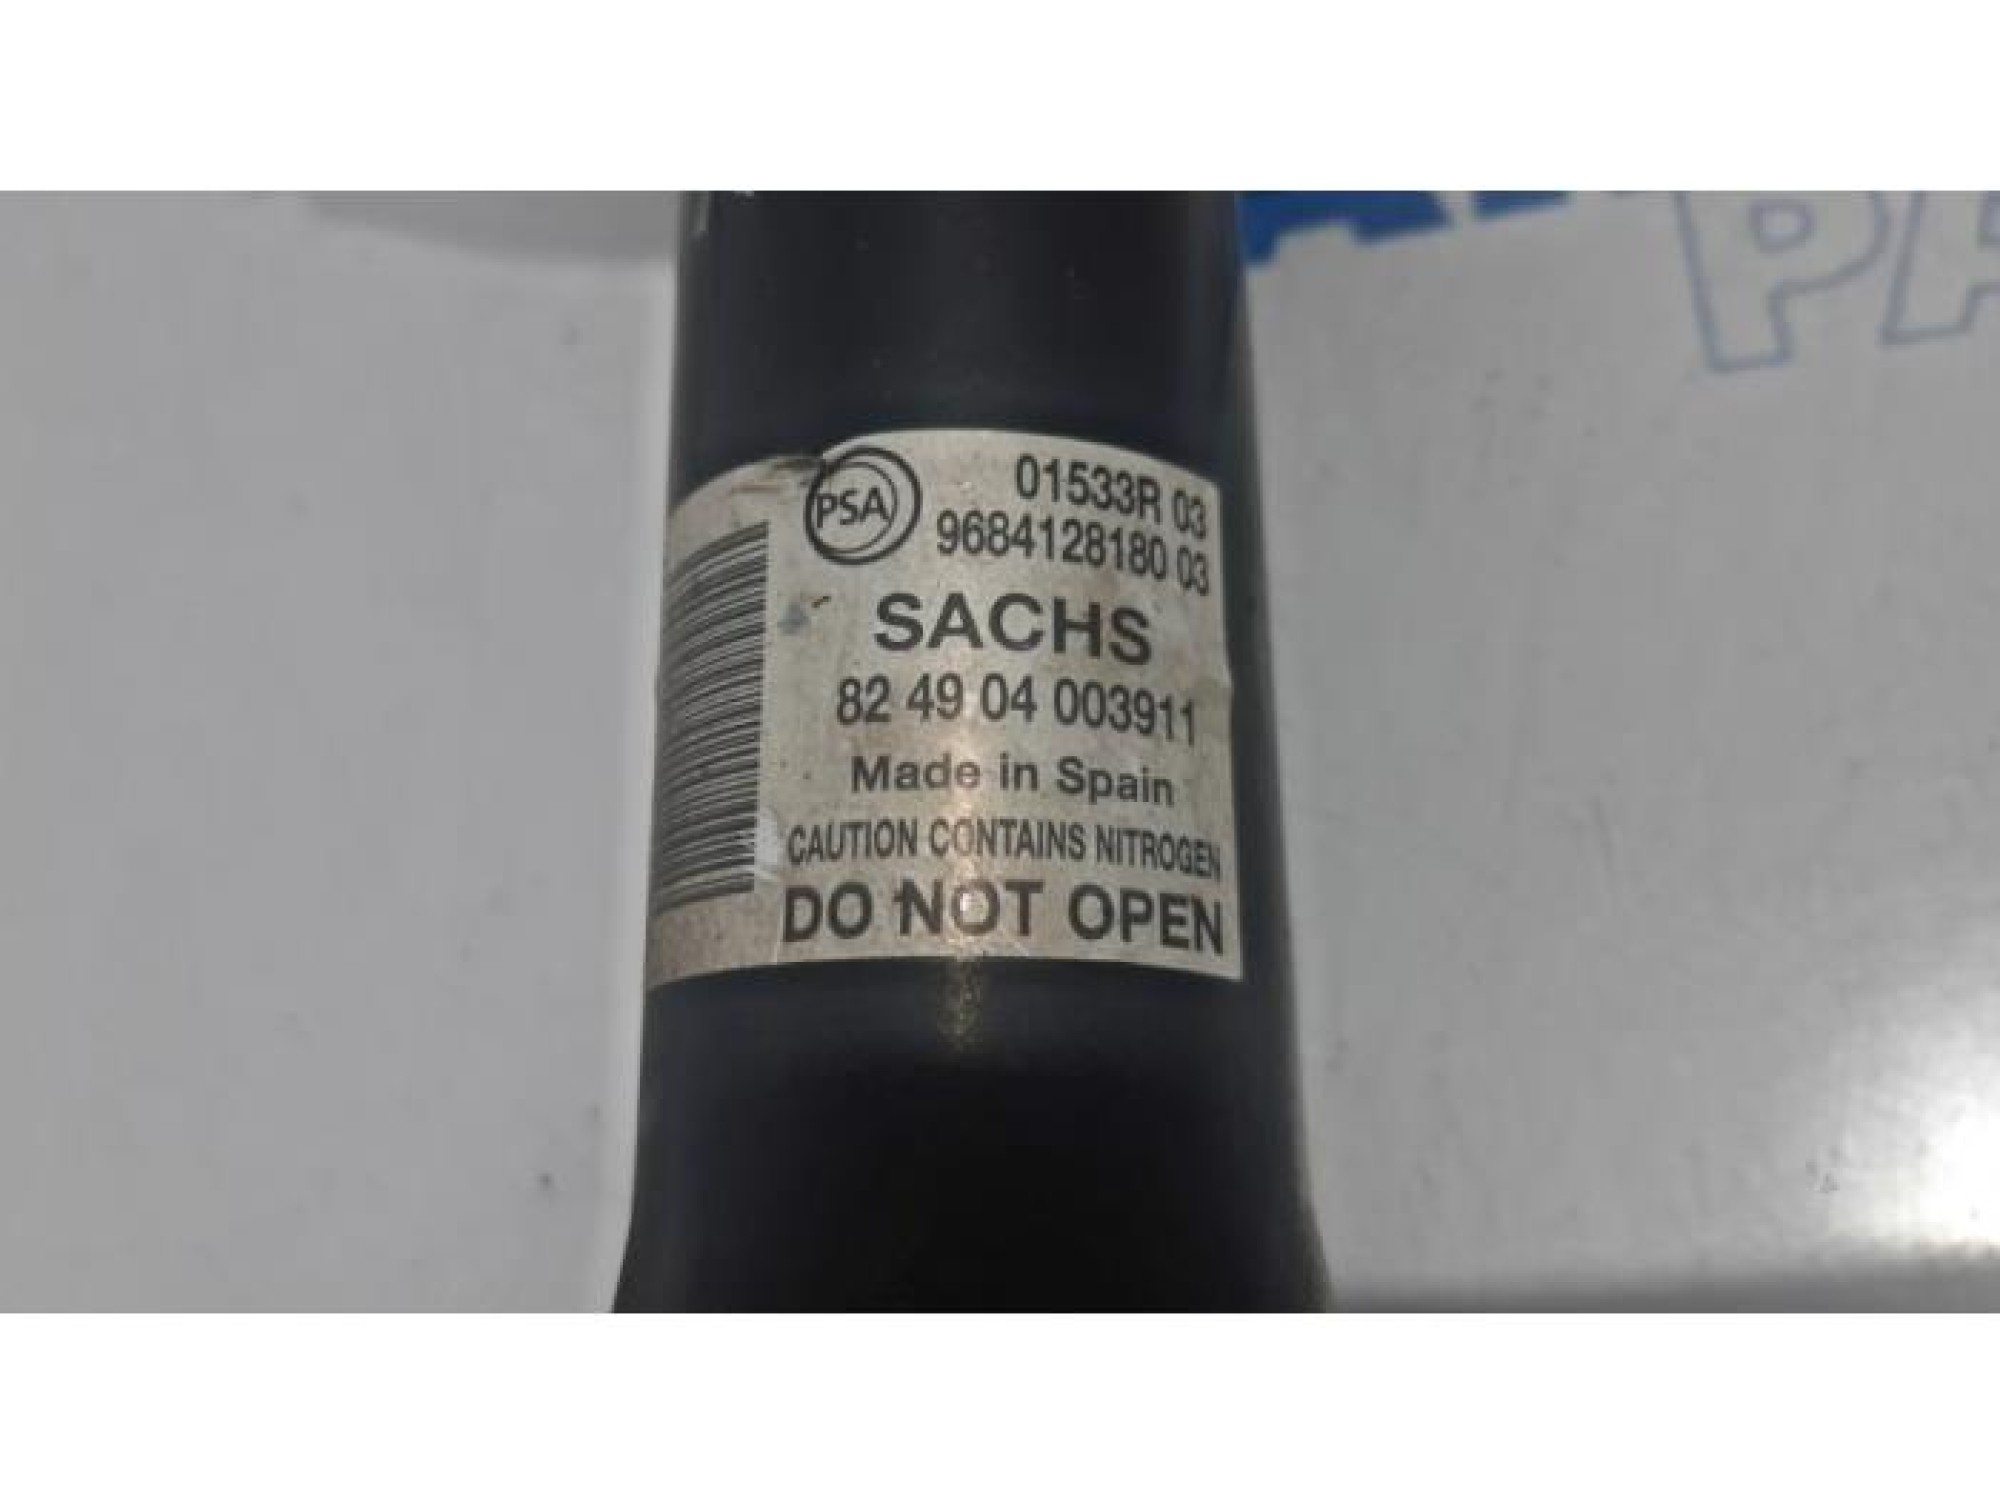 PSA
01533R 03
9684128180 03
SACHS
82 49 04 003911
Made in Spain
CAUTION CONTAINS NITROGEN
DO NOT OPEN